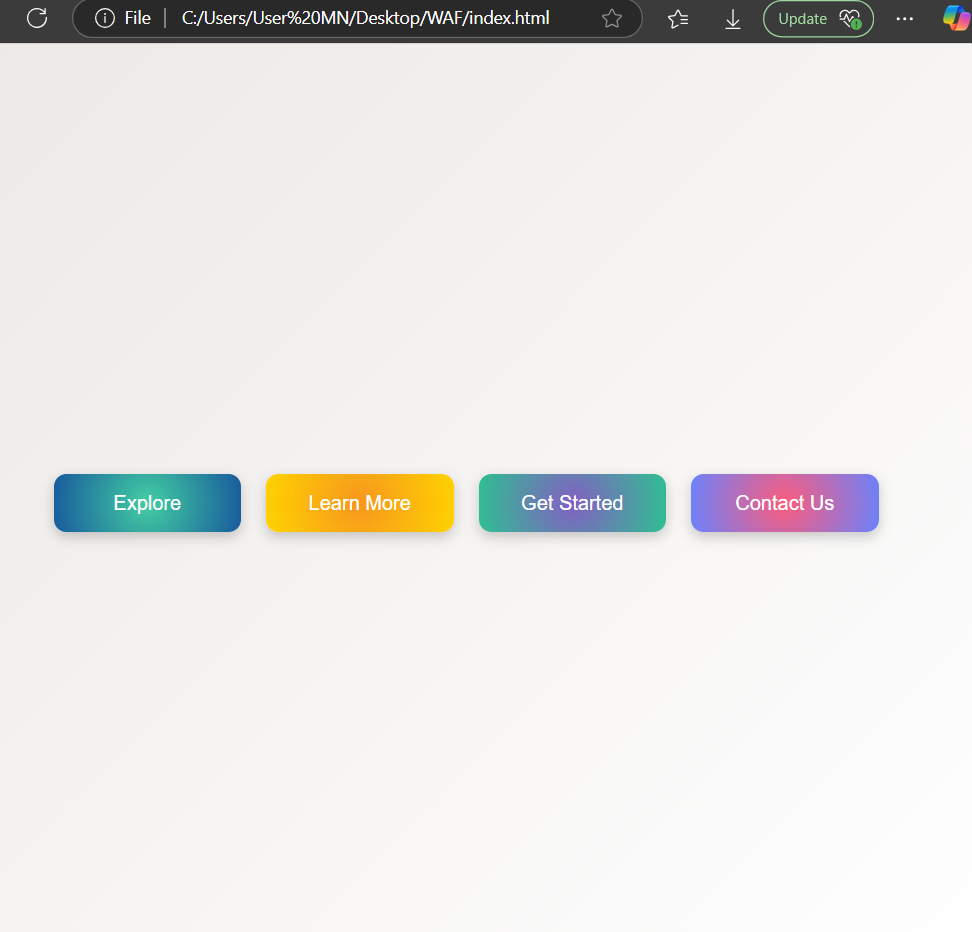 File C:/Users/User%20MN/Desktop/WAF/index.html Update
Explore Learn More Get Started Contact Us